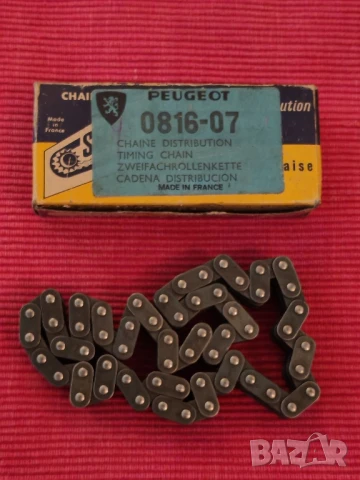 CHAI
PEUGEOT
ution
Made
in
France
0816-07
CHAINE DISTRIBUTION
TIMING CHAIN
ZWEIFACHROLLENKETTE
CADENA DISTRIBUCION
MADE IN FRANCE
S
aise
BAZAR